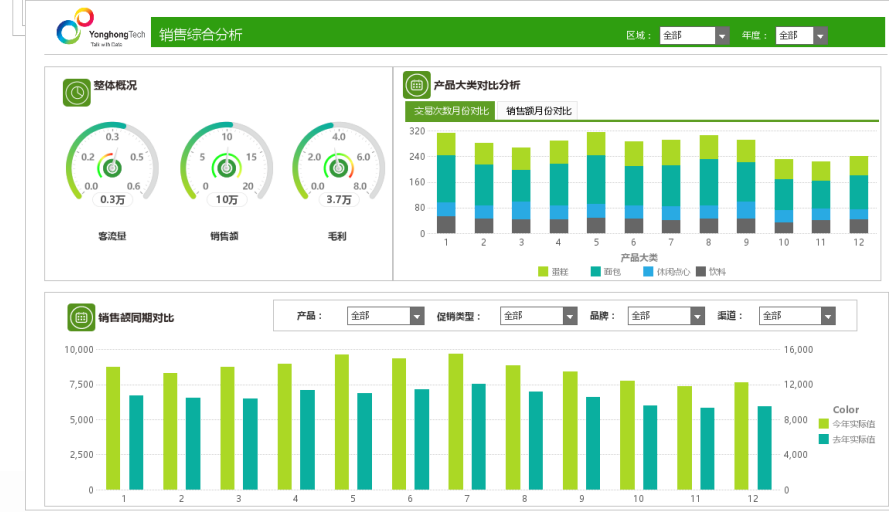 YonghongTech
Talk with Data
销售综合分析
区域： 全部 年度： 全部
整体概况
0.3
0.2 0.5
0.0 0.6
0.3万
客流量
10
5 15
0 20
10万
销售额
4.0
2.0 6.0
0.0 8.0
3.7万
毛利
产品大类对比分析
交易次数月份对比 销售额月份对比
320
240
160
80
0
1 2 3 4 5 6 7 8 9 10 11 12
产品大类
蛋糕 面包 休闲点心 饮料
销售额同期对比
产品： 全部 促销类型： 全部 品牌： 全部 渠道： 全部
10,000 16,000
7,500 12,000
5,000 8,000
2,500 4,000
0 0
1 2 3 4 5 6 7 8 9 10 11 12
Color
今年实际值
去年实际值